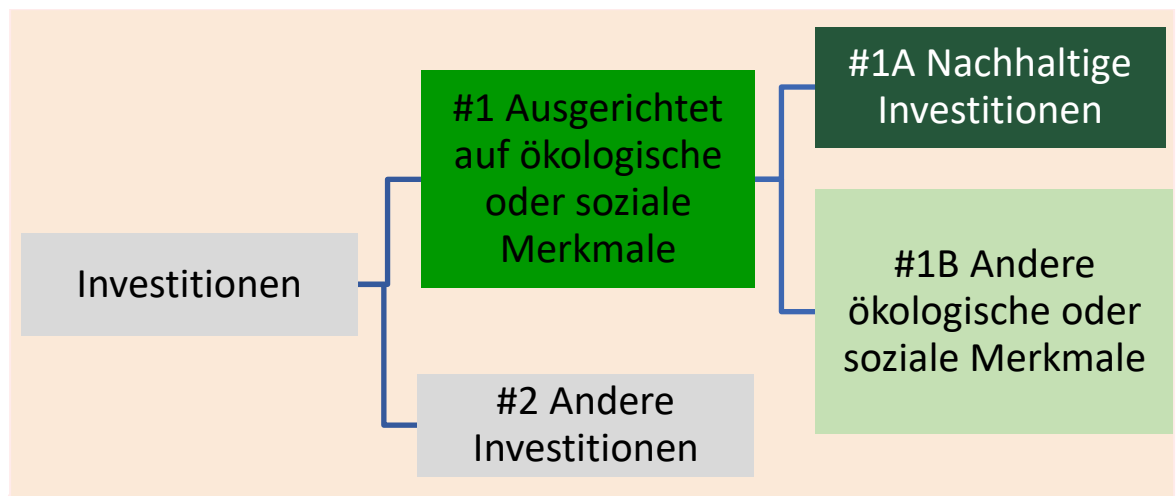 Investitionen
#1 Ausgerichtet
auf ökologische
oder soziale
Merkmale
#2 Andere
Investitionen
#1A Nachhaltige
Investitionen
#1B Andere
ökologische oder
soziale Merkmale